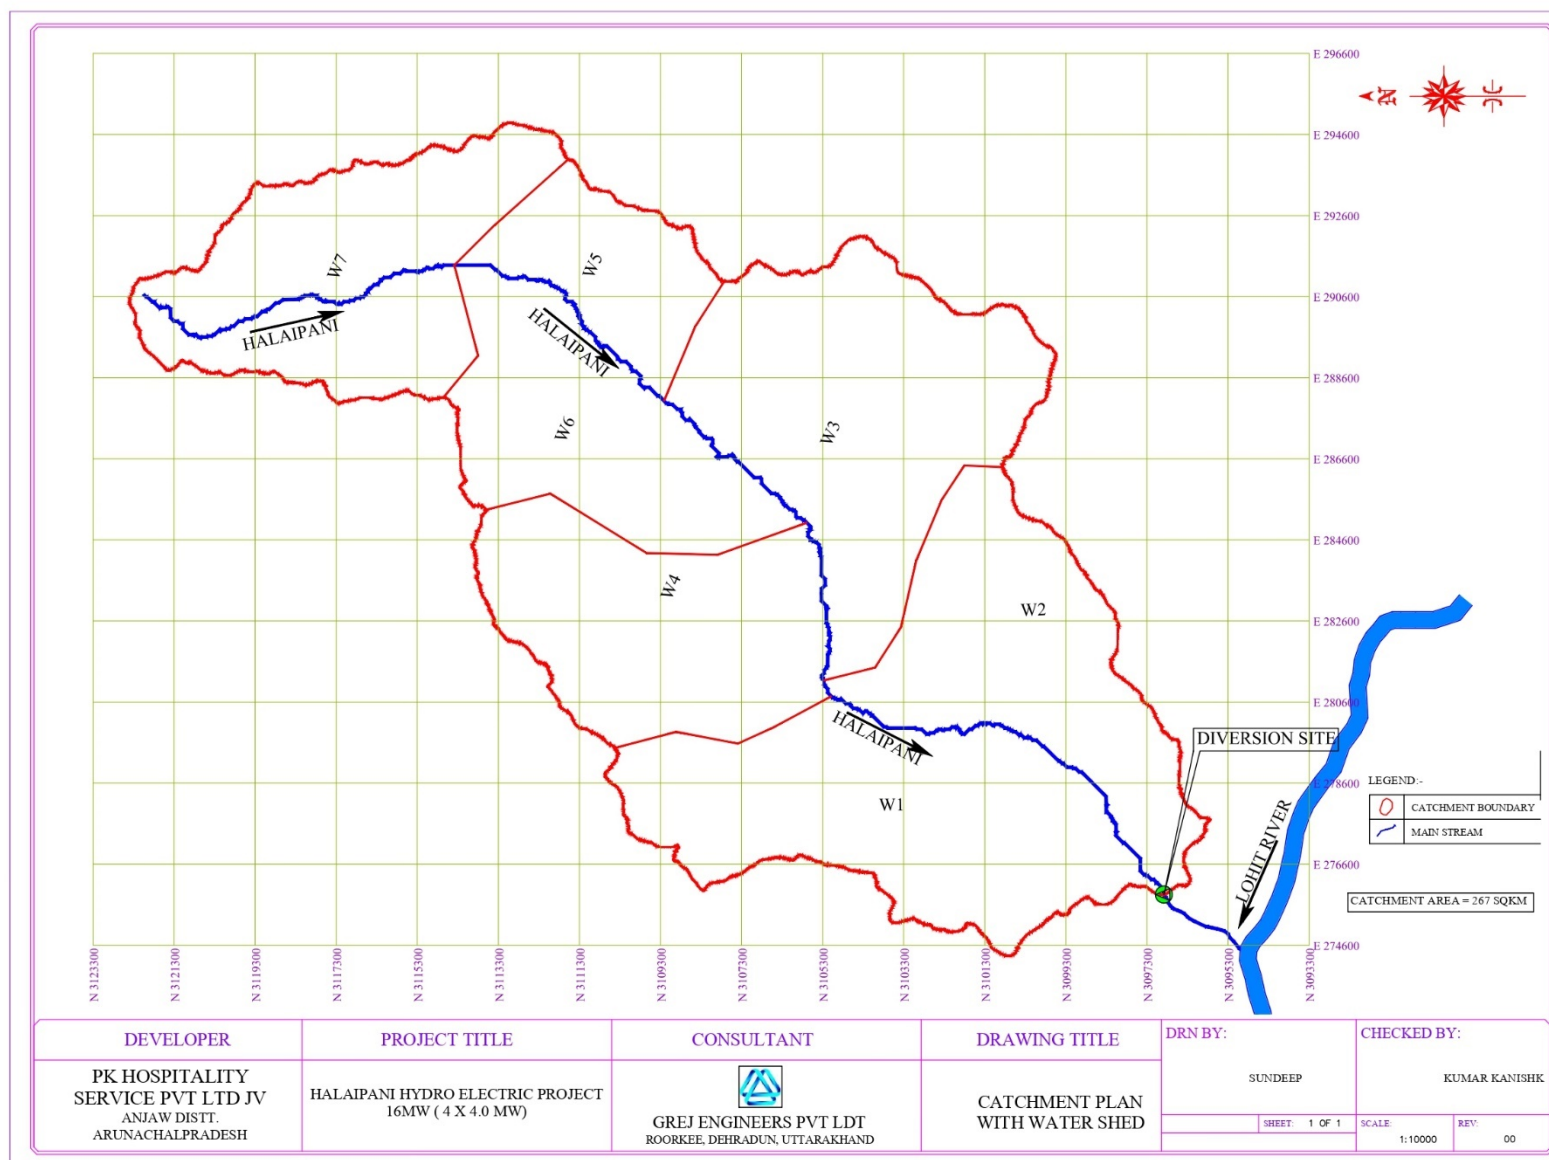 E 296600
N
E 294600
E 292600
E 290600
E 288600
E 286600
E 284600
E 282600
E 280600
E 278600
E 276600
E 274600
W7
W5
HALAIPANI
HALAIPANI
W6
W3
W4
W2
HALAIPANI
DIVERSION SITE
W1
LOHIT RIVER
LEGEND:-
CATCHMENT BOUNDARY
MAIN STREAM
CATCHMENT AREA = 267 SQKM
N 3123300
N 3121300
N 3119300
N 3117300
N 3115300
N 3113300
N 3111300
N 3109300
N 3107300
N 3105300
N 3103300
N 3101300
N 3099300
N 3097300
N 3095300
N 3093300
DEVELOPER
PK HOSPITALITY
SERVICE PVT LTD JV
ANJAW DISTT.
ARUNACHALPRADESH
PROJECT TITLE
HALAIPANI HYDRO ELECTRIC PROJECT
16MW ( 4 X 4.0 MW)
CONSULTANT
GREJ ENGINEERS PVT LDT
ROORKEE, DEHRADUN, UTTARAKHAND
DRAWING TITLE
CATCHMENT PLAN
WITH WATER SHED
DRN BY:
SUNDEEP
CHECKED BY:
KUMAR KANISHK
SHEET: 1 OF 1
SCALE:
1:10000
REV:
00